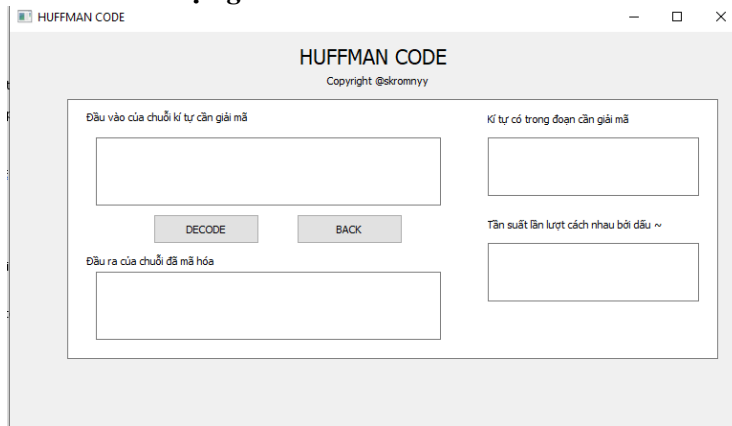 HUFFMAN CODE
HUFFMAN CODE
Copyright @skromnyy
Đầu vào của chuỗi kí tự cần giải mã
Kí tự có trong đoạn cần giải mã
DECODE
BACK
Tần suất lần lượt cách nhau bởi dấu ~
Đầu ra của chuỗi đã mã hóa